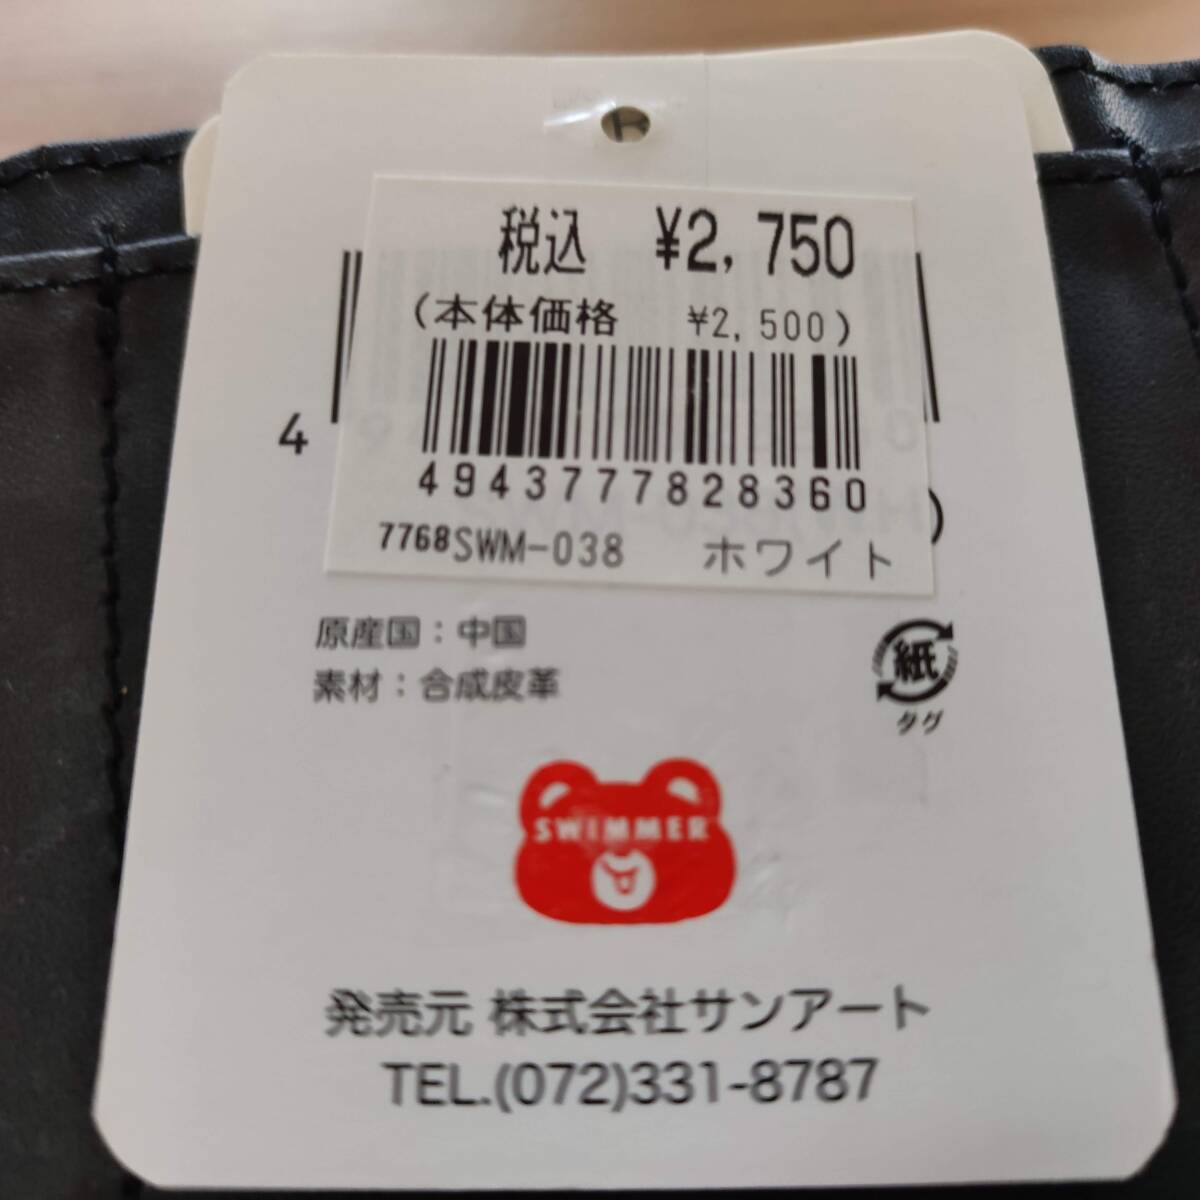 税込 ¥2,750
(本体価格 ¥2,500)
4
4943777828360
7768SWM-038 ホワイト
)
原産国：中国
素材：合成皮革
紙
タグ
SWIMMER
発売元 株式会社サンアート
TEL.(072)331-8787